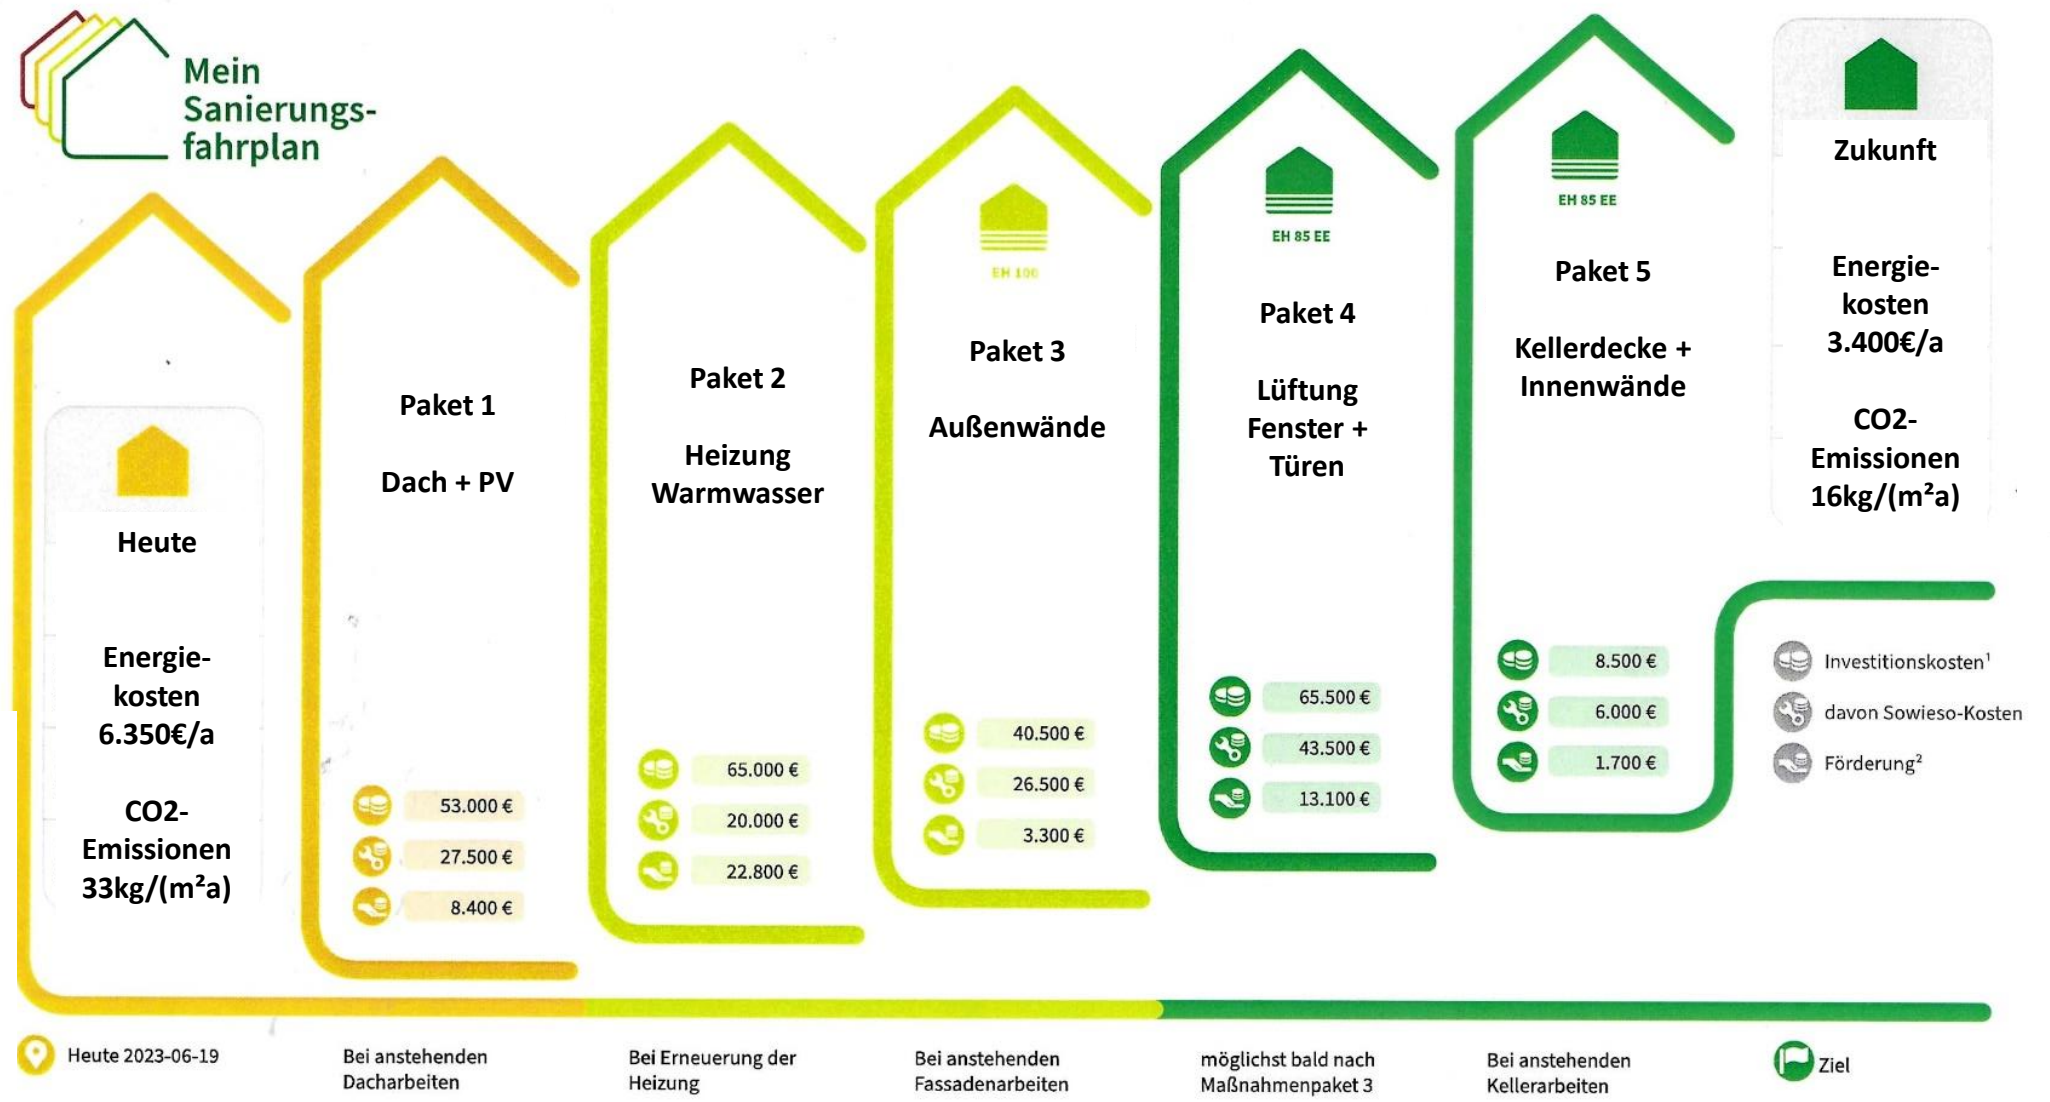 Mein
Sanierungs-
fahrplan
Heute
Energie-
kosten
6.350€/a
CO2-
Emissionen
33kg/(m²a)
Paket 1
Dach + PV
53.000 €
27.500 €
8.400 €
Paket 2
Heizung
Warmwasser
65.000 €
20.000 €
22.800 €
EH 100
Paket 3
Außenwände
40.500 €
26.500 €
3.300 €
EH 85 EE
Paket 4
Lüftung
Fenster +
Türen
65.500 €
43.500 €
13.100 €
EH 85 EE
Paket 5
Kellerdecke +
Innenwände
8.500 €
6.000 €
1.700 €
Zukunft
Energie-
kosten
3.400€/a
CO2-
Emissionen
16kg/(m²a)
Investitionskosten¹
davon Sowieso-Kosten
Förderung²
Heute 2023-06-19
Bei anstehenden
Dacharbeiten
Bei Erneuerung der
Heizung
Bei anstehenden
Fassadenarbeiten
möglichst bald nach
Maßnahmenpaket 3
Bei anstehenden
Kellerarbeiten
Ziel